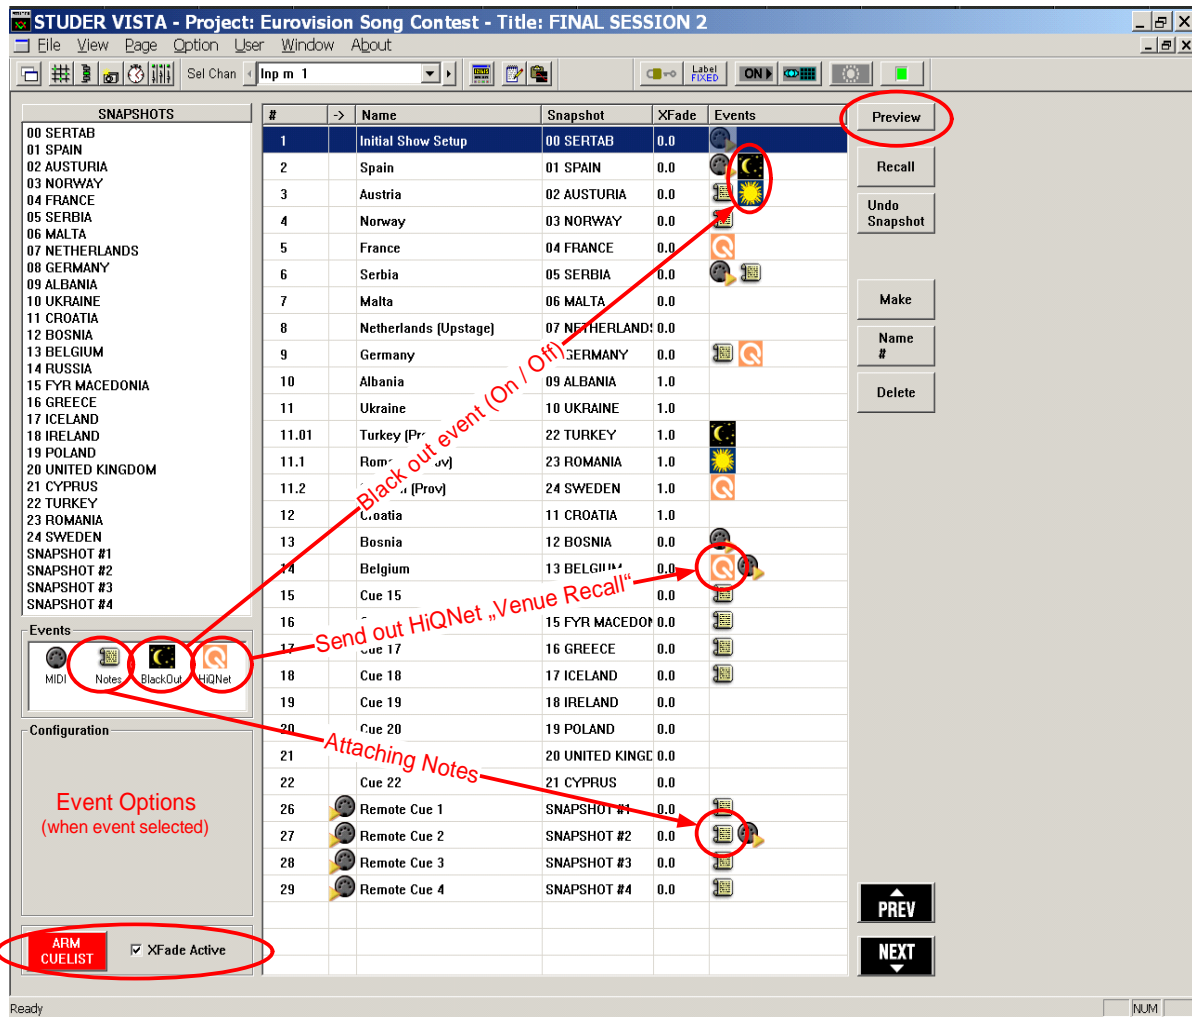 STUDER VISTA - Project: Eurovision Song Contest - Title: FINAL SESSION 2
File View Page Option User Window About
Sel Chan Inp m 1 Label FIXED ON
SNAPSHOTS
00 SERTAB
01 SPAIN
02 AUSTURIA
03 NORWAY
04 FRANCE
05 SERBIA
06 MALTA
07 NETHERLANDS
08 GERMANY
09 ALBANIA
10 UKRAINE
11 CROATIA
12 BOSNIA
13 BELGIUM
14 RUSSIA
15 FYR MACEDONIA
16 GREECE
17 ICELAND
18 IRELAND
19 POLAND
20 UNITED KINGDOM
21 CYPRUS
22 TURKEY
23 ROMANIA
24 SWEDEN
SNAPSHOT #1
SNAPSHOT #2
SNAPSHOT #3
SNAPSHOT #4
Events
MIDI Notes BlackOut HiQNet
Configuration
Event Options
(when event selected)
ARM CUELIST XFade Active
# -> Name Snapshot XFade Events
1 Initial Show Setup 00 SERTAB 0.0
2 Spain 01 SPAIN 0.0
3 Austria 02 AUSTURIA 0.0
4 Norway 03 NORWAY 0.0
5 France 04 FRANCE 0.0
6 Serbia 05 SERBIA 0.0
7 Malta 06 MALTA 0.0
8 Netherlands (Upstage) 07 NETHERLANDS 0.0
9 Germany GERMANY 0.0
10 Albania 09 ALBANIA 1.0
11 Ukraine 10 UKRAINE 1.0
11.01 Turkey 22 TURKEY 1.0
11.1 23 ROMANIA 1.0
11.2 (Prov) 24 SWEDEN 1.0
12 Croatia 11 CROATIA 1.0
13 Bosnia 12 BOSNIA 0.0
14 Belgium 13 BELGIUM 0.0
15 Cue 15 0.0
16 15 FYR MACEDON 0.0
17 Cue 17 16 GREECE 0.0
18 Cue 18 17 ICELAND 0.0
19 Cue 19 18 IRELAND 0.0
20 Cue 20 19 POLAND 0.0
21 20 UNITED KINGD 0.0
22 Cue 22 21 CYPRUS 0.0
26 Remote Cue 1 SNAPSHOT #1 0.0
27 Remote Cue 2 SNAPSHOT #2 0.0
28 Remote Cue 3 SNAPSHOT #3 0.0
29 Remote Cue 4 SNAPSHOT #4 0.0
Black out event (On / Off)
Send out HiQNet „Venue Recall“
Attaching Notes
Preview
Recall
Undo
Snapshot
Make
Name
#
Delete
PREV
NEXT
Ready NUM